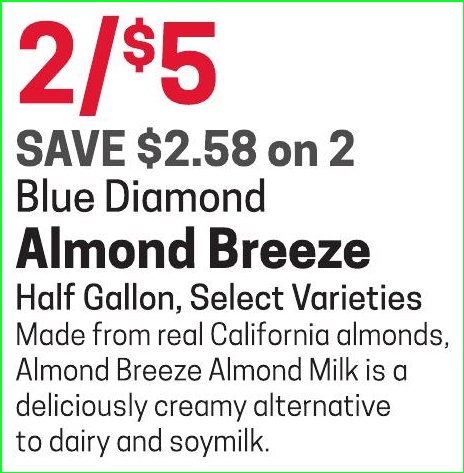 2/$5
SAVE $2.58 on 2
Blue Diamond
Almond Breeze
Half Gallon, Select Varieties
Made from real California almonds,
Almond Breeze Almond Milk is a
deliciously creamy alternative
to dairy and soymilk.